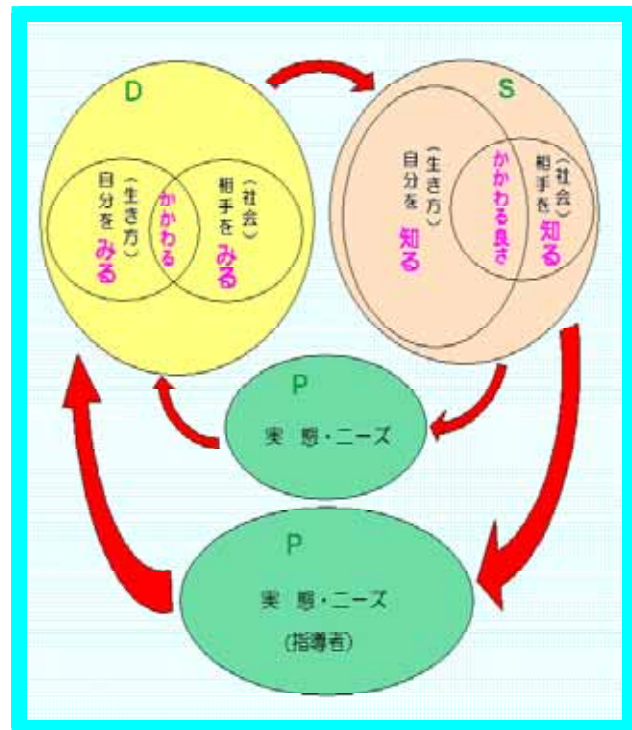 D
(生き方)
自分を みる
かかわる
(社会)
相手を みる
S
(生き方)
自分を 知る
かかわる良さ
(社会)
相手を 知る
P
実 態・ニーズ
P
実 態・ニーズ
(指導者)